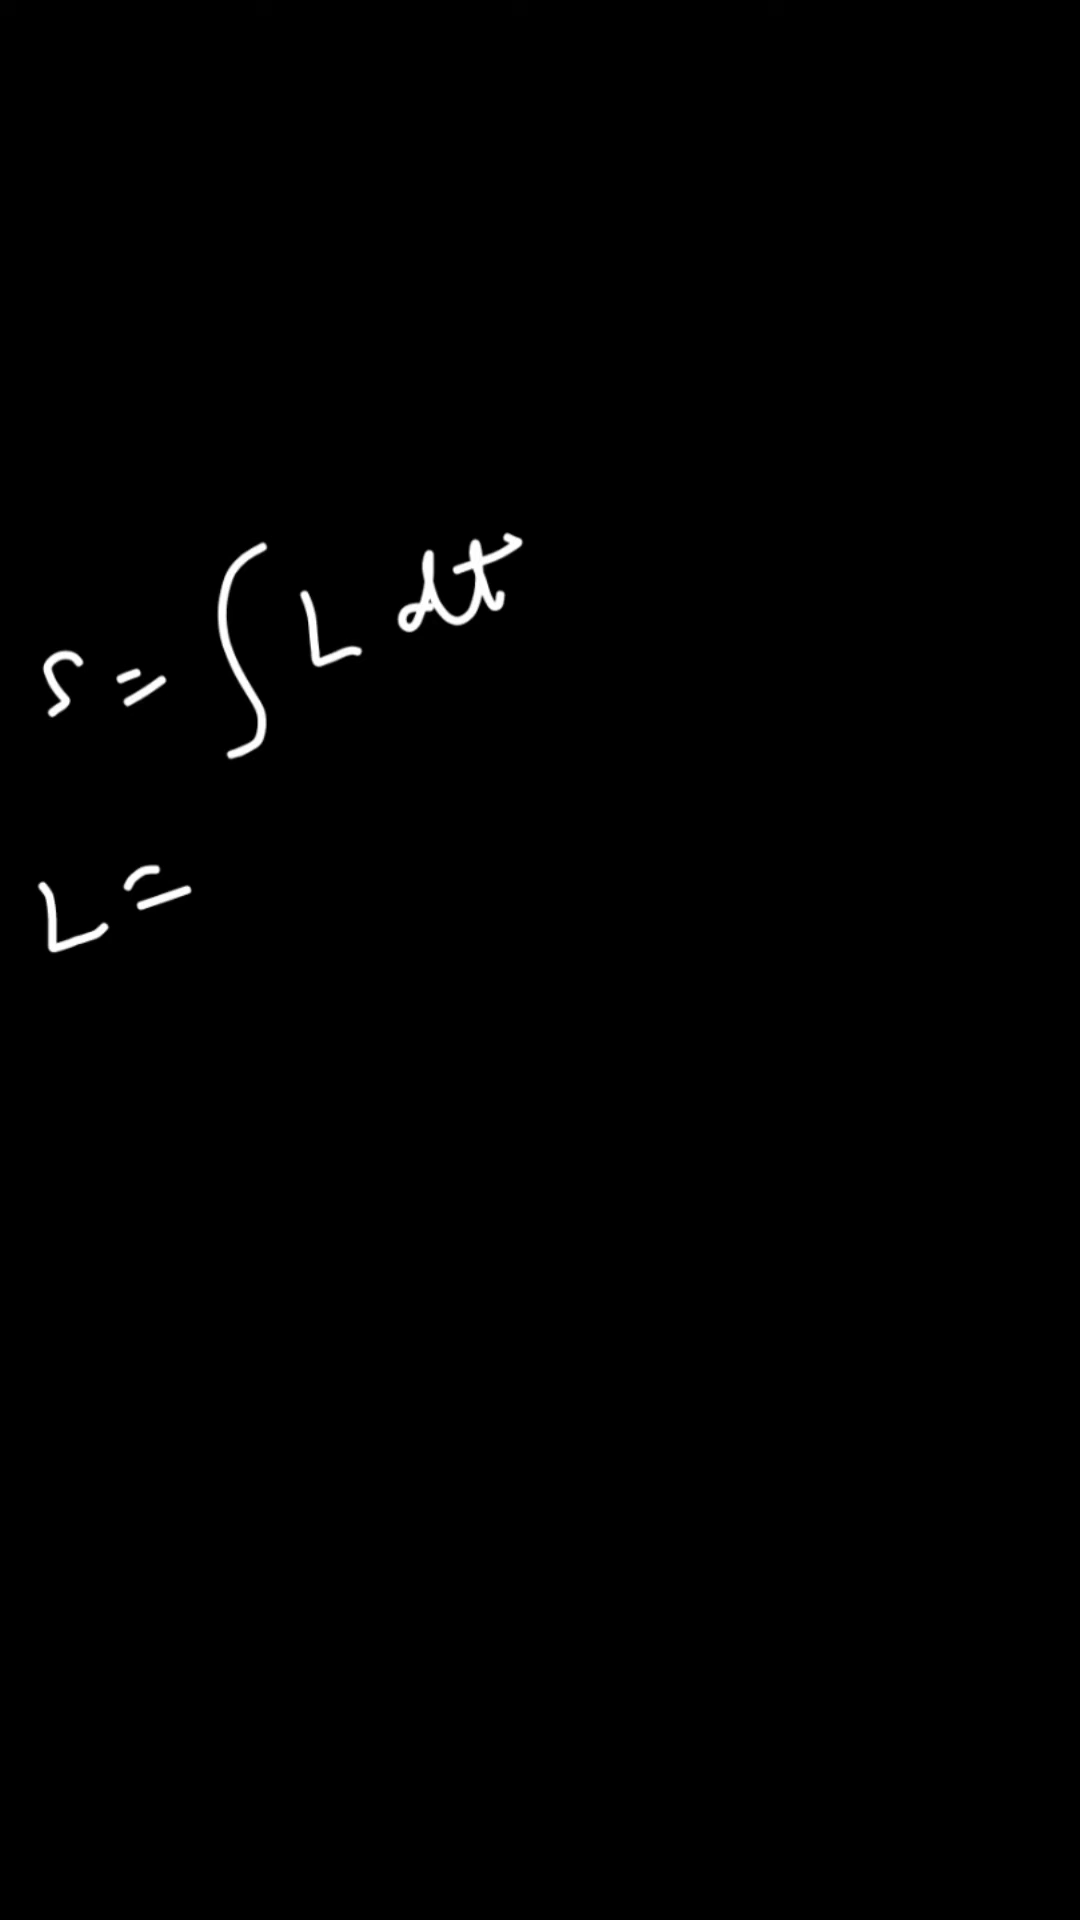 S = ∫ L dt
L =